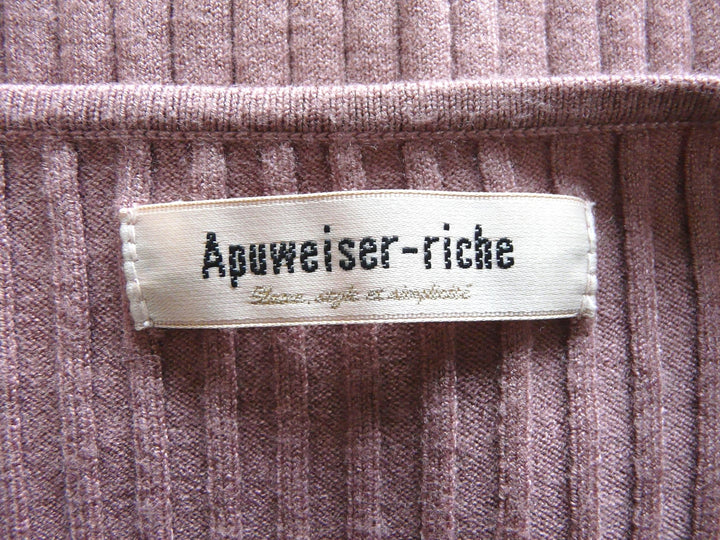 Apuweiser-riche
style et simplicité